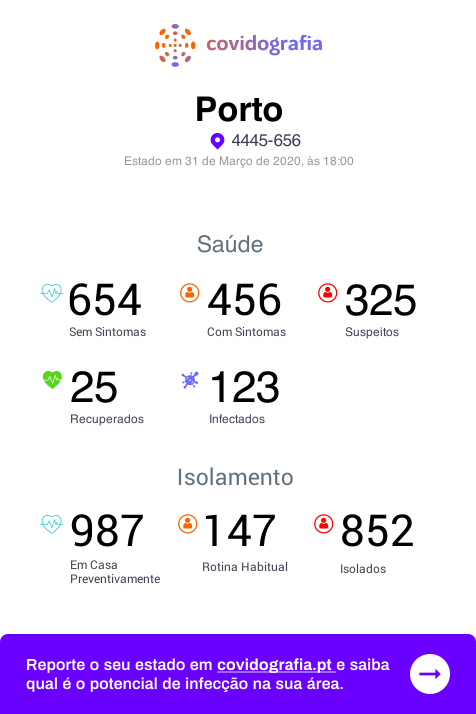 covidografia
Porto
4445-656
Estado em 31 de Março de 2020, às 18:00
Saúde
654 456 325
Sem Sintomas Com Sintomas Suspeitos
25 123
Recuperados Infectados
Isolamento
987 147 852
Em Casa
Preventivamente Rotina Habitual Isolados
Reporte o seu estado em covidografia.pt e saiba
qual é o potencial de infecção na sua área.